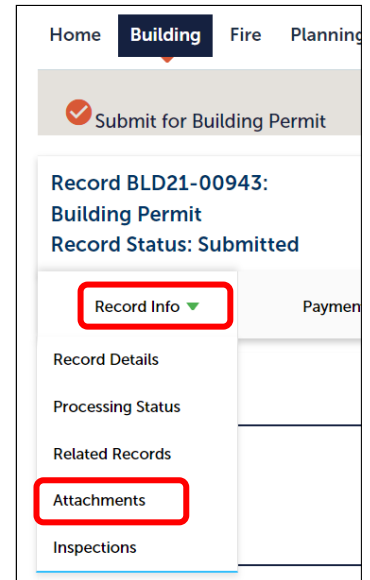 Home Building Fire Planning
Submit for Building Permit
Record BLD21-00943:
Building Permit
Record Status: Submitted
Record Info Paymen
Record Details
Processing Status
Related Records
Attachments
Inspections